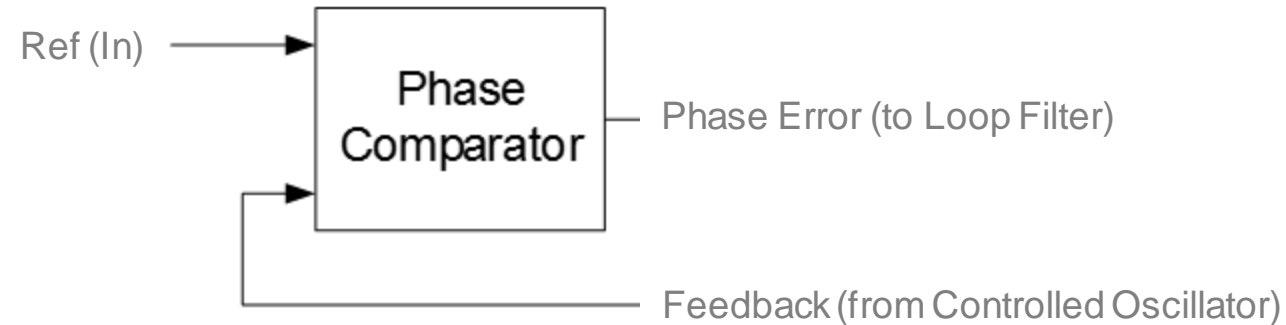 Ref (In)
Phase
Comparator
Phase Error (to Loop Filter)
Feedback (from Controlled Oscillator)